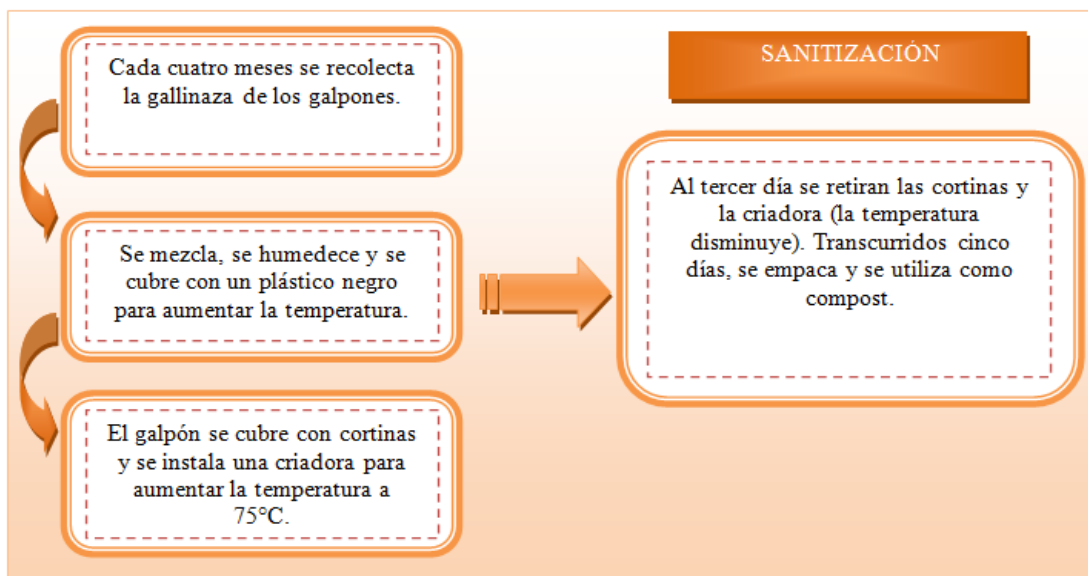 Cada cuatro meses se recolecta
la gallinaza de los galpones.
Se mezcla, se humedece y se
cubre con un plástico negro
para aumentar la temperatura.
El galpón se cubre con cortinas
y se instala una criadora para
aumentar la temperatura a
75°C.
SANITIZACIÓN
Al tercer día se retiran las cortinas y
la criadora (la temperatura
disminuye). Transcurridos cinco
días, se empaca y se utiliza como
compost.